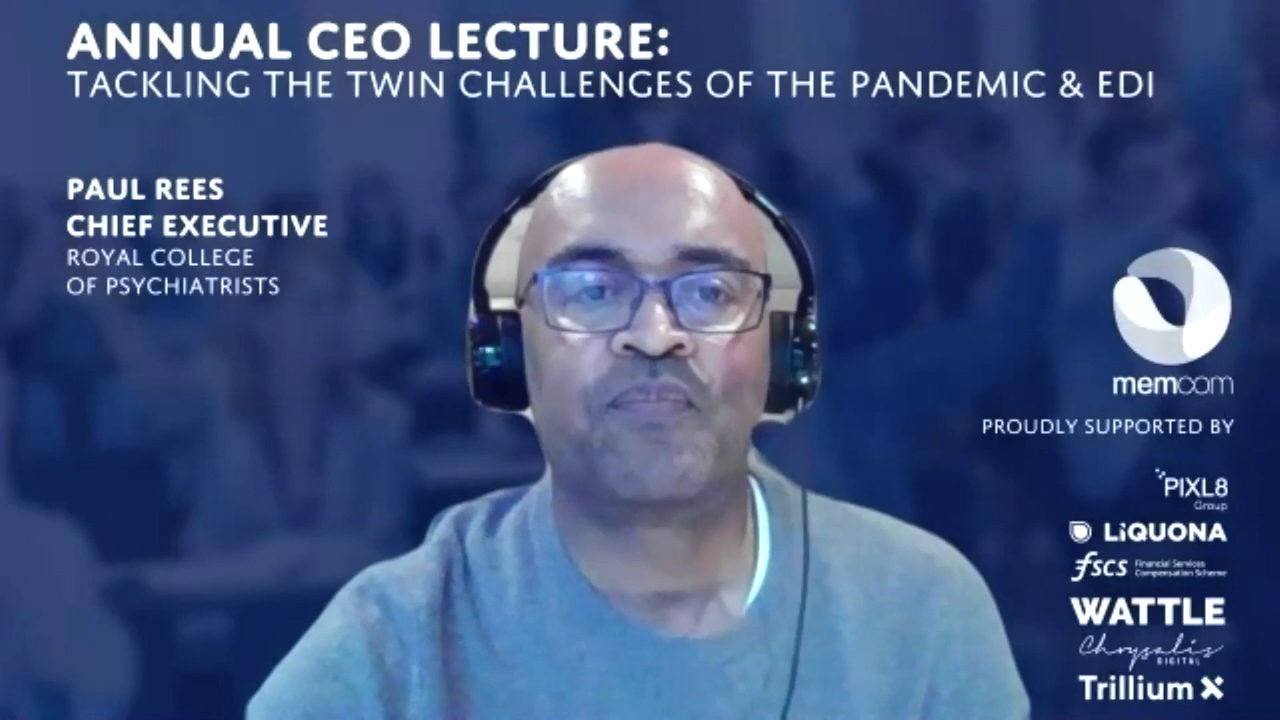 ANNUAL CEO LECTURE:
TACKLING THE TWIN CHALLENGES OF THE PANDEMIC & EDI
PAUL REES
CHIEF EXECUTIVE
ROYAL COLLEGE
OF PSYCHIATRISTS
memcom
PROUDLY SUPPORTED BY
PIXL8
Group
LiQUONA
fscs Financial Services
Compensation Scheme
WATTLE
Chrysalis
DIGITAL
Trillium X